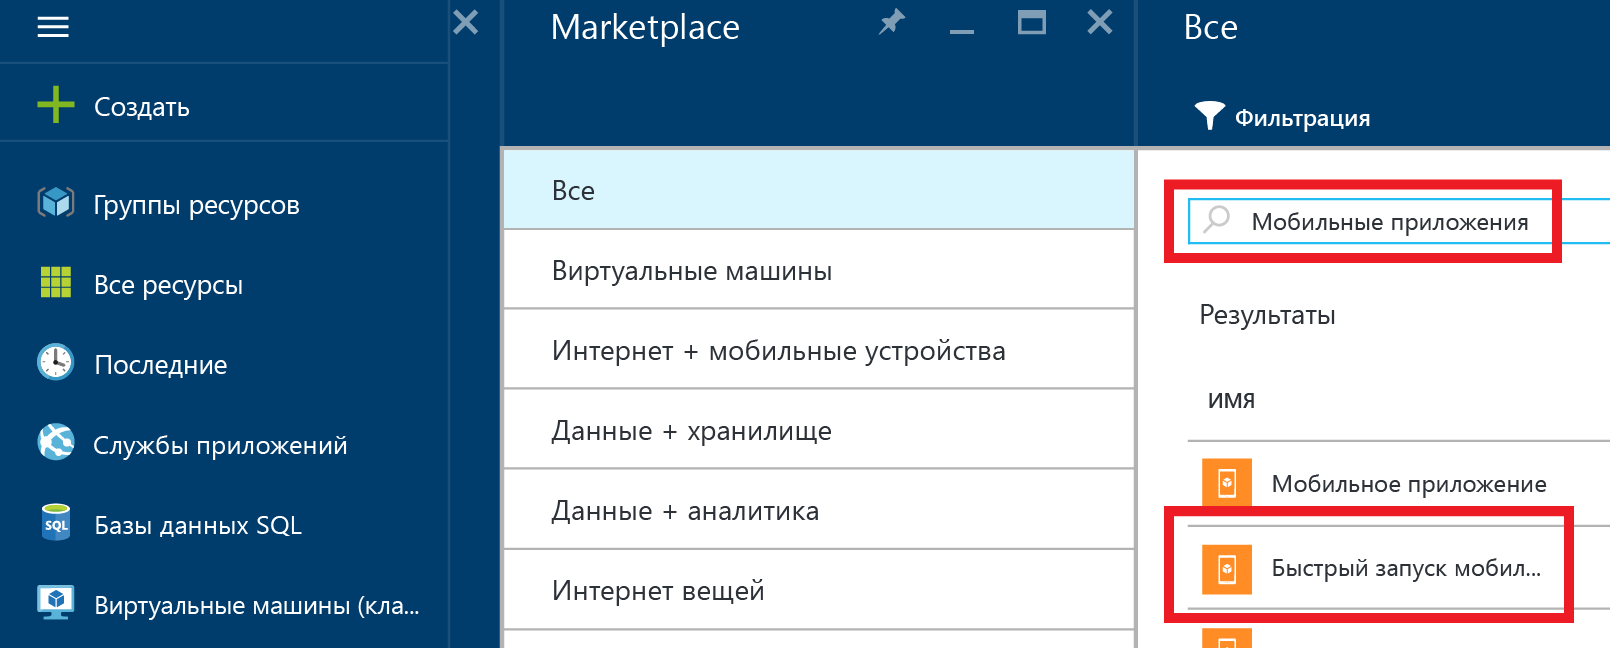 Создать
Группы ресурсов
Все ресурсы
Последние
Службы приложений
SQL
Базы данных SQL
Виртуальные машины (кла...
Marketplace
Все
Виртуальные машины
Интернет + мобильные устройства
Данные + хранилище
Данные + аналитика
Интернет вещей
Все
Фильтрация
Мобильные приложения
Результаты
имя
Мобильное приложение
Быстрый запуск мобил...